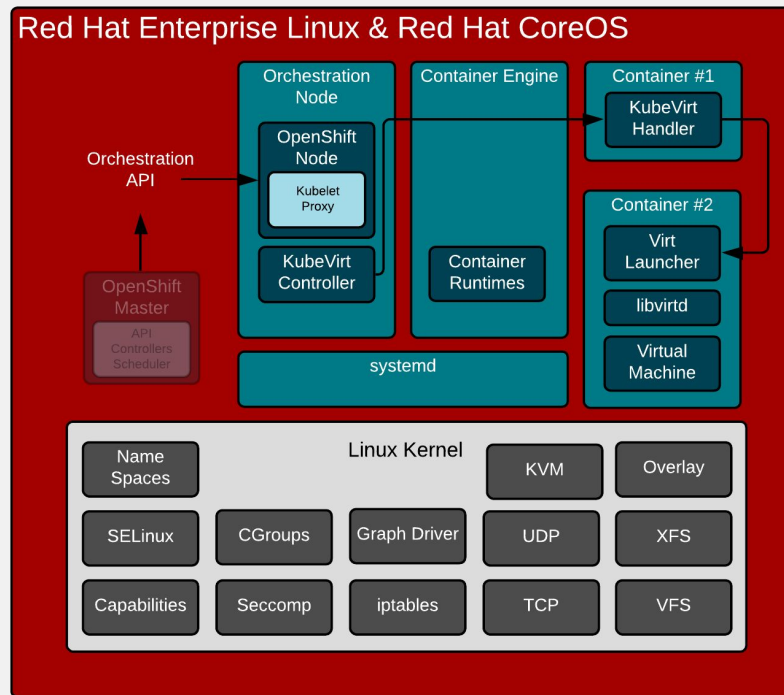 Red Hat Enterprise Linux & Red Hat CoreOS
Orchestration
Node
OpenShift
Node
Kubelet
Proxy
KubeVirt
Controller
Container Engine
Container
Runtimes
Container #1
KubeVirt
Handler
Container #2
Virt
Launcher
libvirtd
Virtual
Machine
Orchestration
API
OpenShift
Master
API
Controllers
Scheduler
systemd
Linux Kernel
Name
Spaces
KVM
Overlay
SELinux
CGroups
Graph Driver
UDP
XFS
Capabilities
Seccomp
iptables
TCP
VFS